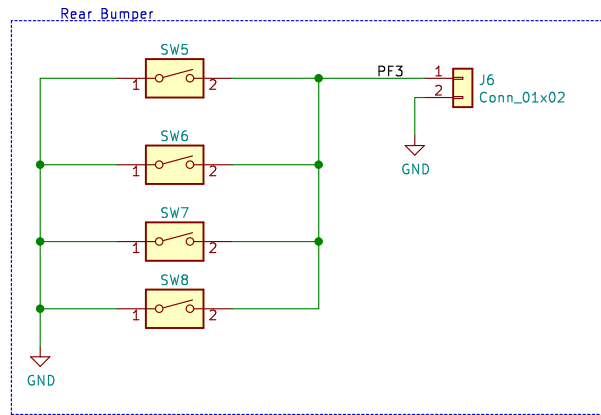 Rear Bumper
SW5
1 2
PF3
1
2
J6
Conn_01x02
GND
SW6
1 2
SW7
1 2
SW8
1 2
GND